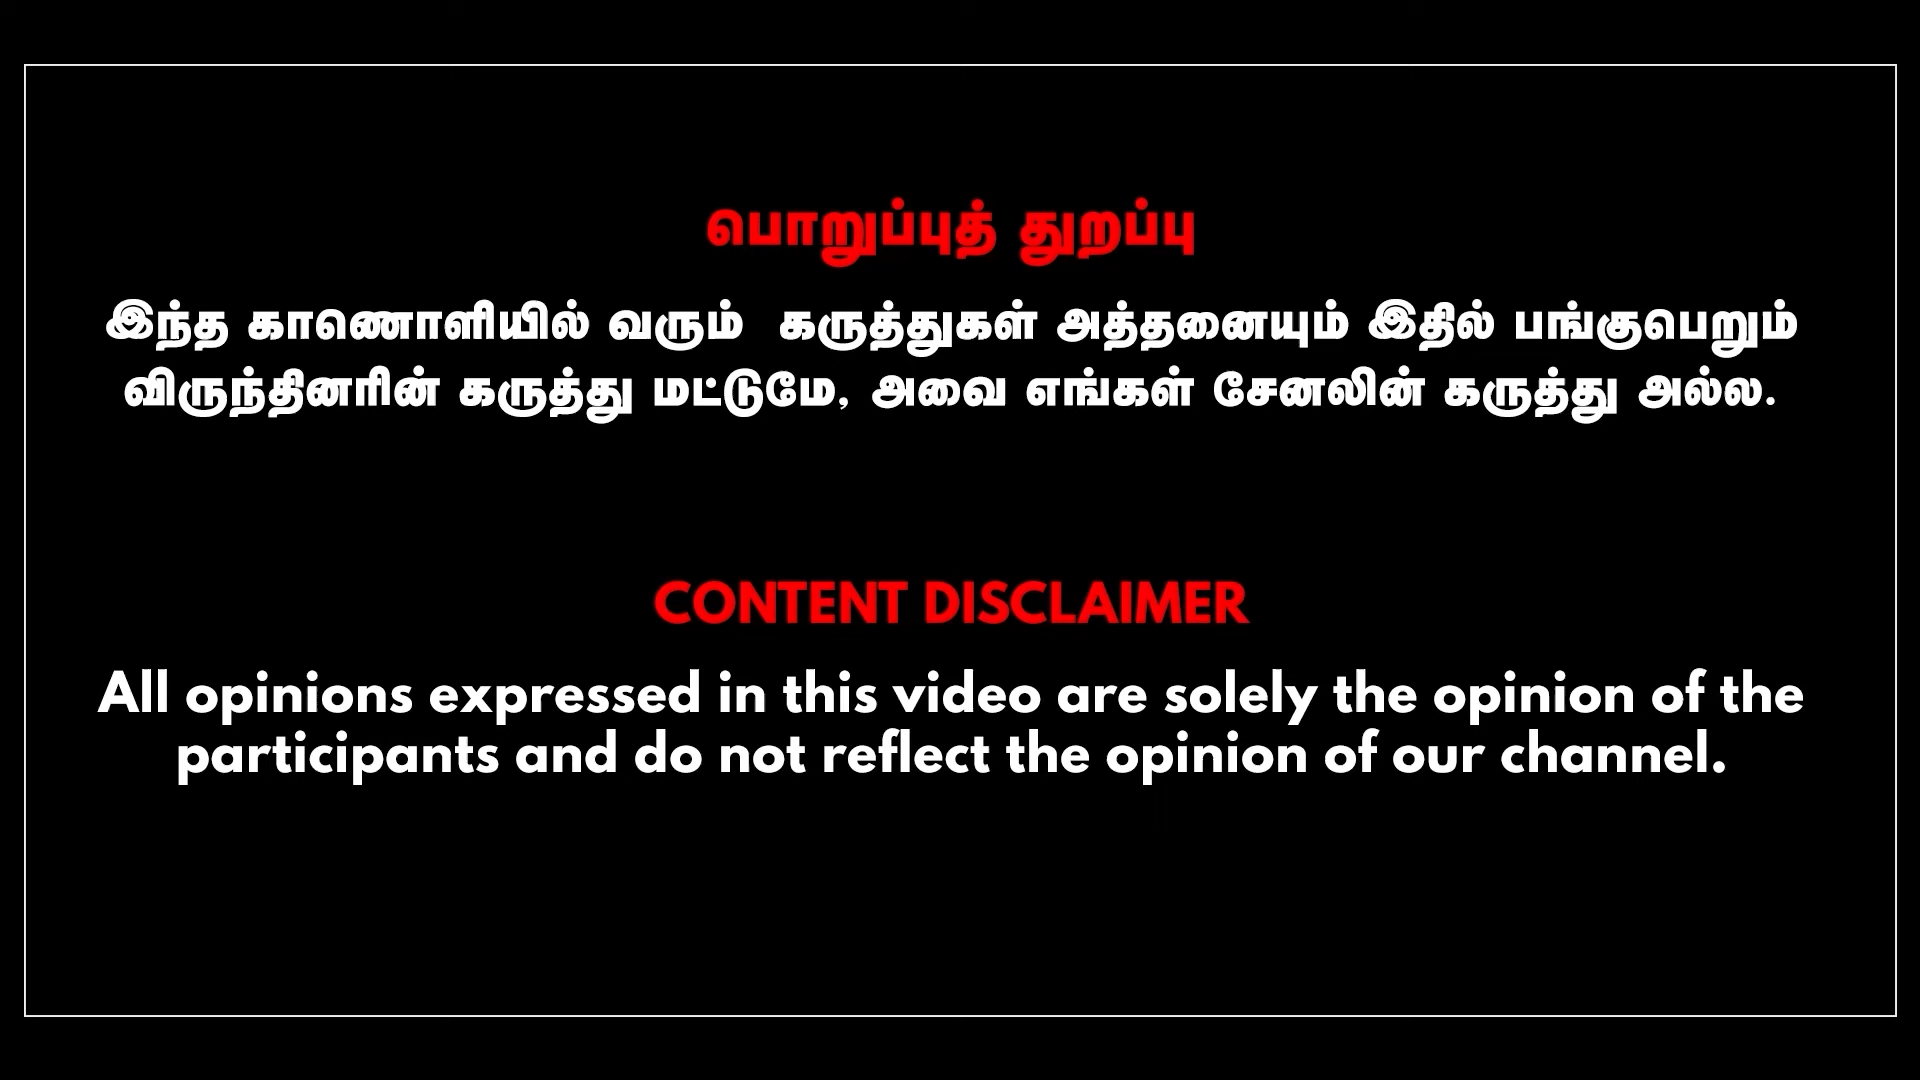 பொறுப்புத் துறப்பு
இந்த காணொளியில் வரும் கருத்துகள் அத்தனையும் இதில் பங்குபெறும்
விருந்தினரின் கருத்து மட்டுமே, அவை எங்கள் சேனலின் கருத்து அல்ல.
CONTENT DISCLAIMER
All opinions expressed in this video are solely the opinion of the
participants and do not reflect the opinion of our channel.